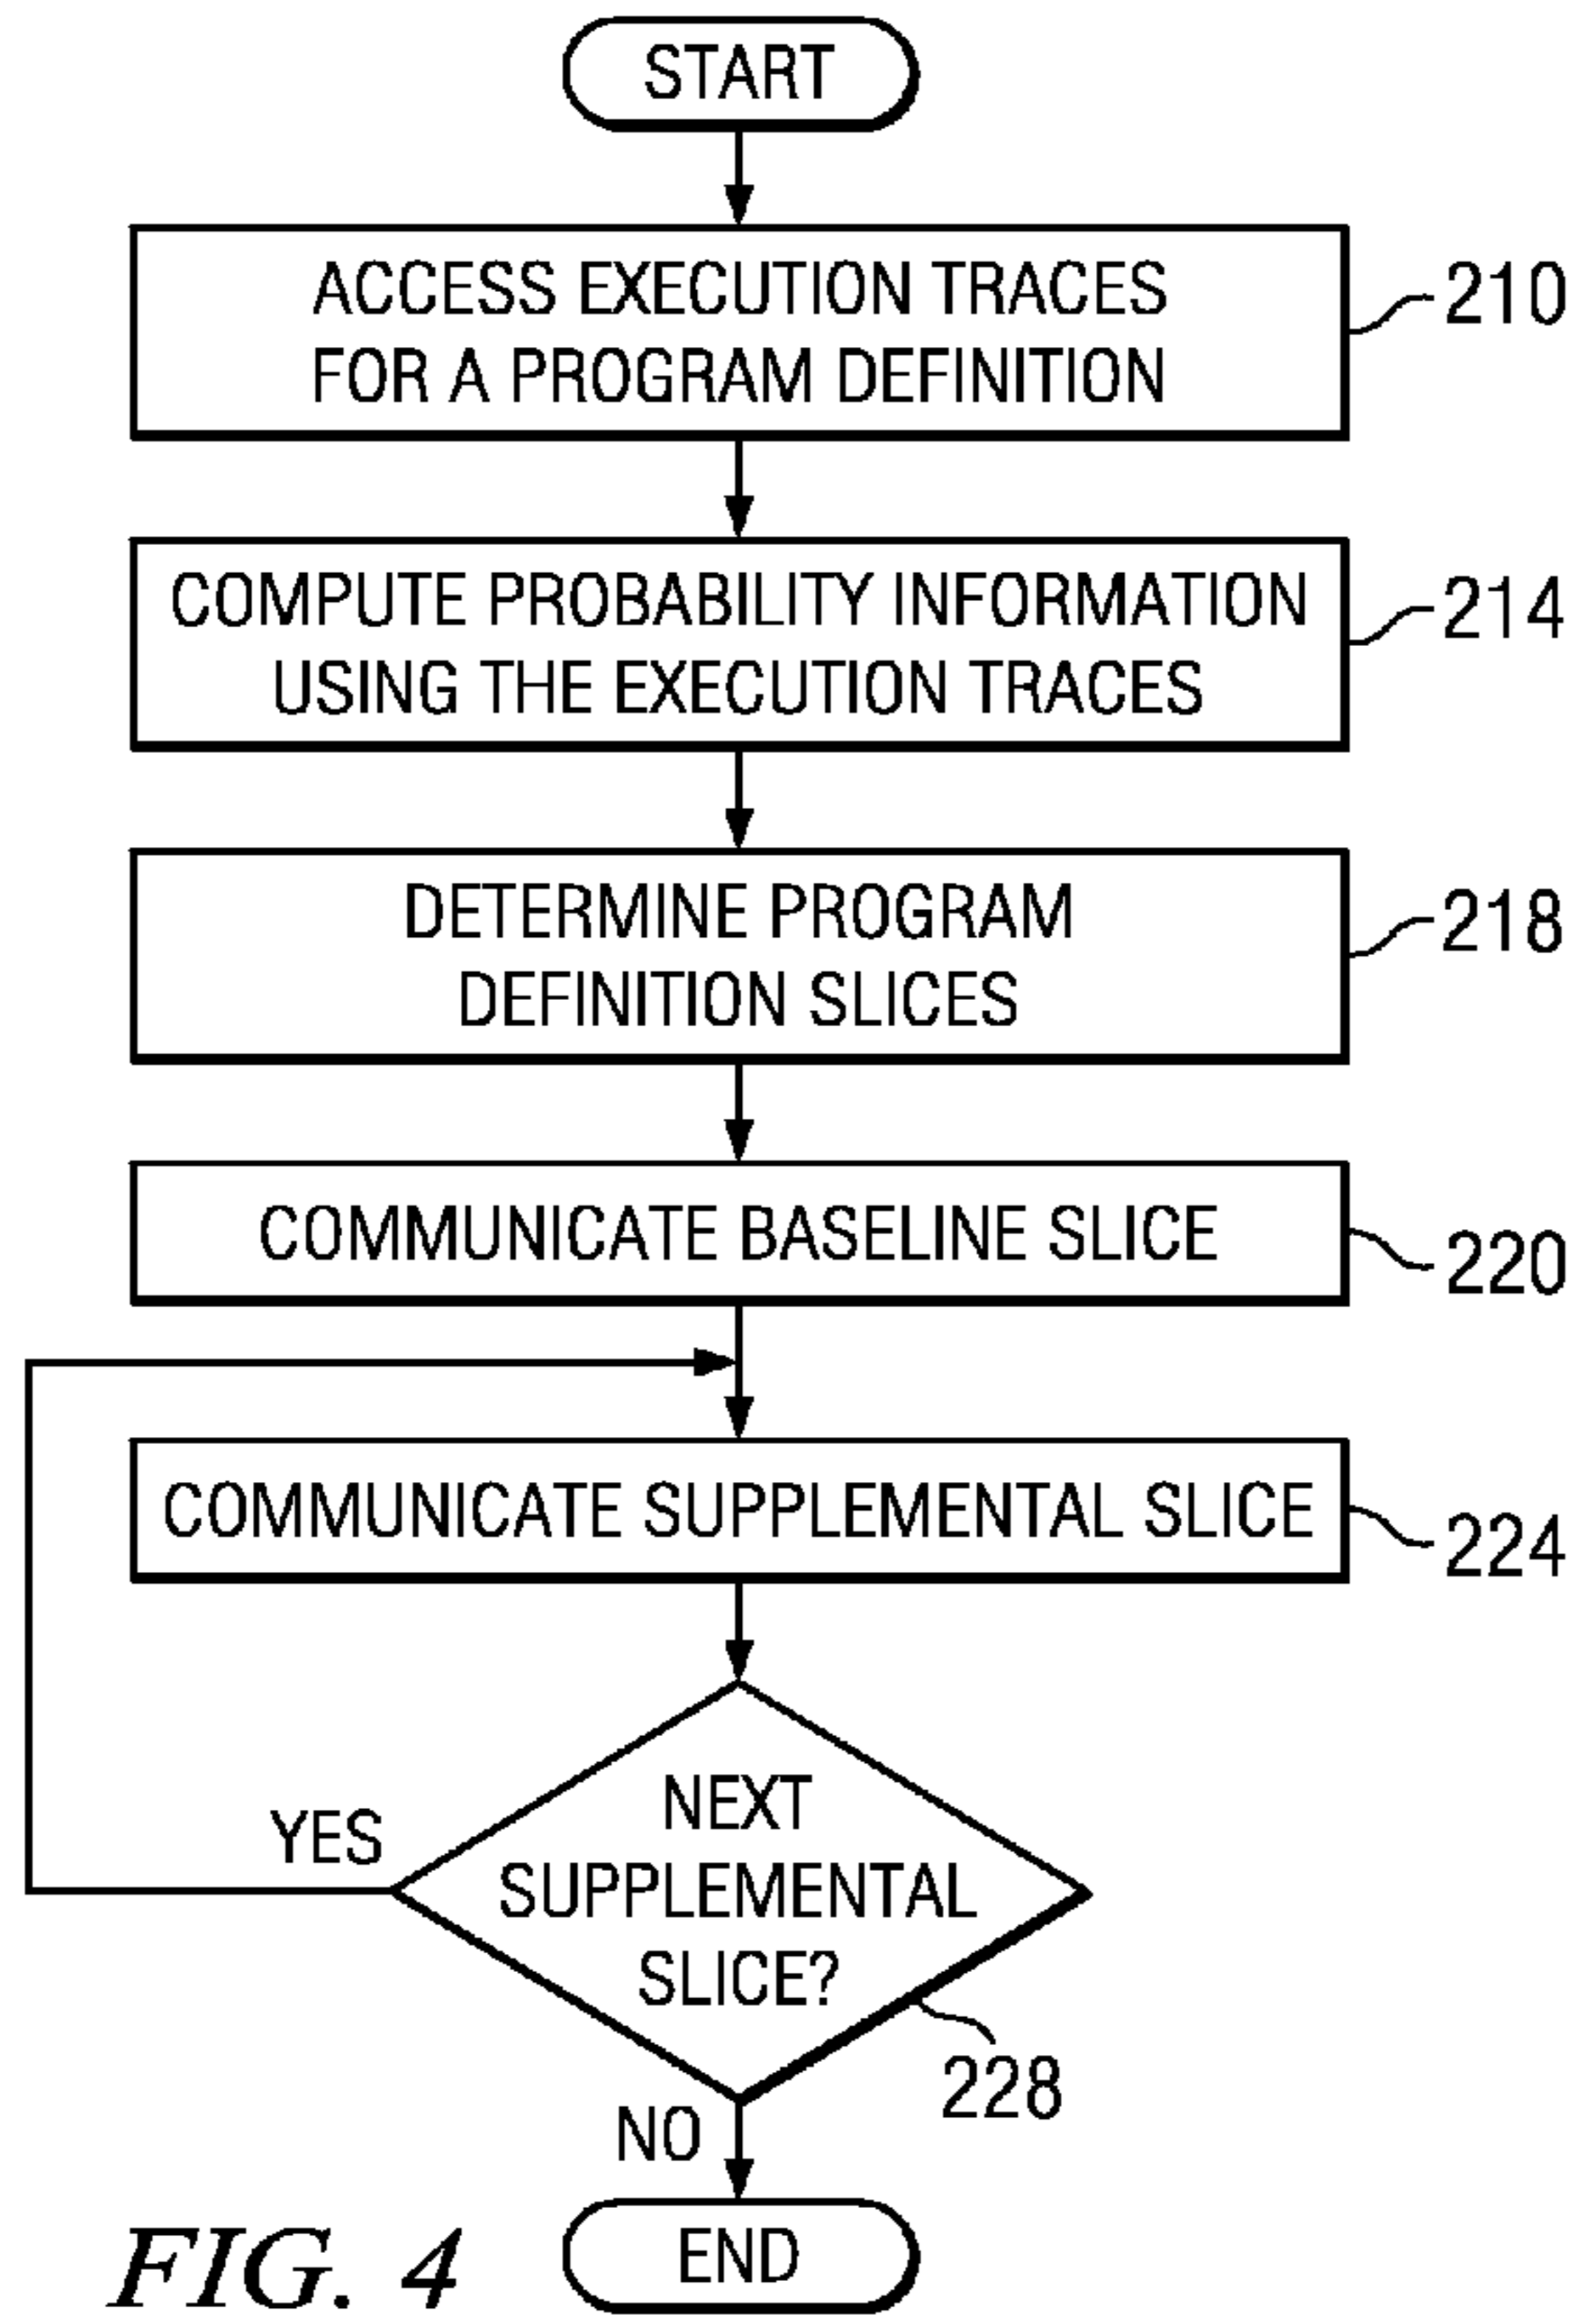 START
ACCESS EXECUTION TRACES
FOR A PROGRAM DEFINITION
210
COMPUTE PROBABILITY INFORMATION
USING THE EXECUTION TRACES
214
DETERMINE PROGRAM
DEFINITION SLICES
218
COMMUNICATE BASELINE SLICE
220
COMMUNICATE SUPPLEMENTAL SLICE
224
NEXT
SUPPLEMENTAL
SLICE?
YES
228
NO
END
FIG. 4